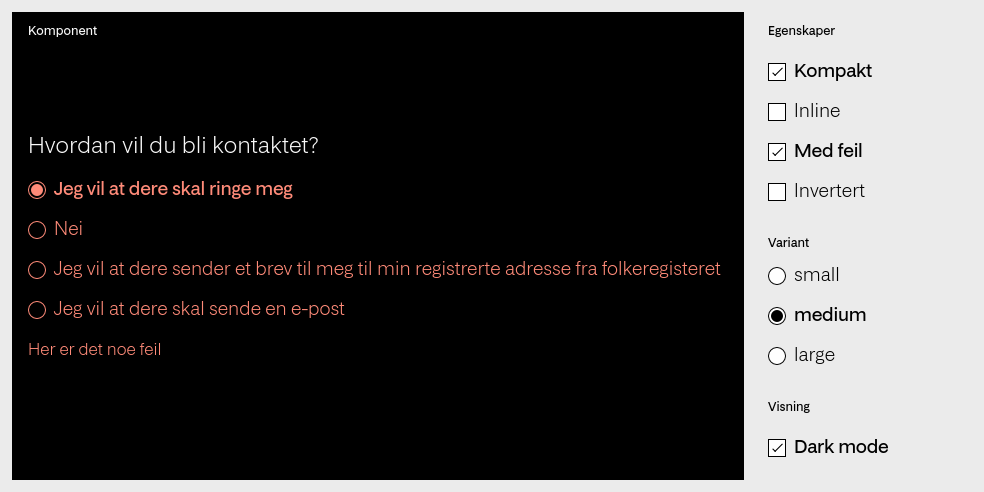 Komponent
Hvordan vil du bli kontaktet?
Jeg vil at dere skal ringe meg
Nei
Jeg vil at dere sender et brev til meg til min registrerte adresse fra folkeregisteret
Jeg vil at dere skal sende en e-post
Her er det noe feil
Egenskaper
Kompakt
Inline
Med feil
Invertert
Variant
small
medium
large
Visning
Dark mode